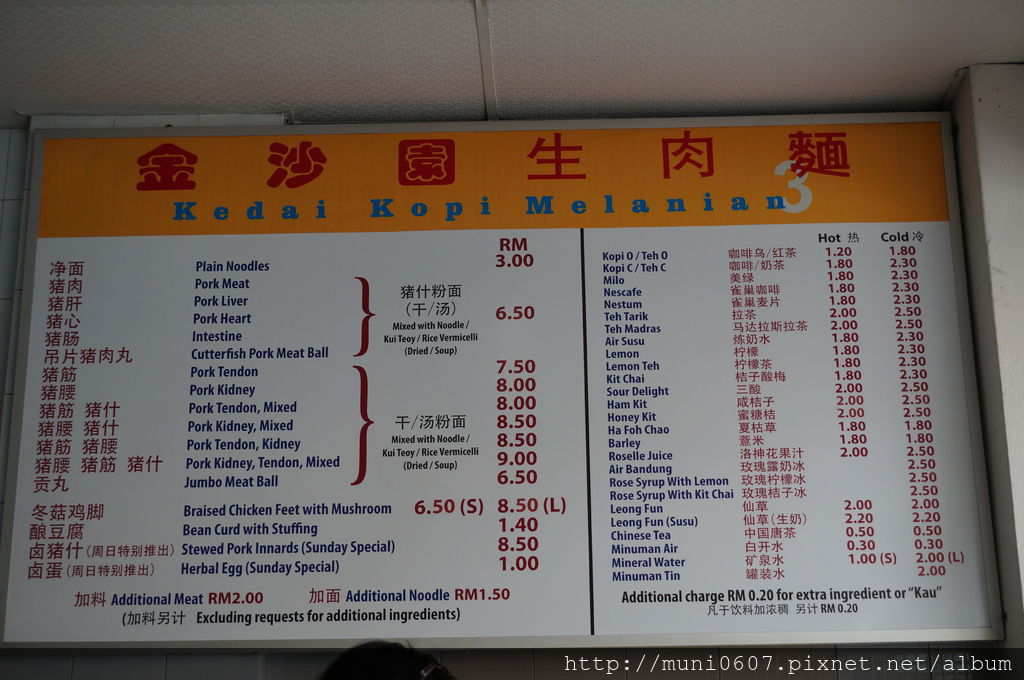 金沙园生肉麵
3
Kedai Kopi Melanian
RM
净面 Plain Noodles 3.00
猪肉 Pork Meat
猪肝 Pork Liver
猪心 Pork Heart
猪肠 Intestine
吊片猪肉丸 Cutterfish Pork Meat Ball
猪什粉面
(干/汤)
Mixed with Noodle /
Kui Teoy / Rice Vermicelli
(Dried / Soup)
6.50
猪筋 Pork Tendon 7.50
猪腰 Pork Kidney 8.00
猪筋 猪什 Pork Tendon, Mixed 8.00
猪腰 猪什 Pork Kidney, Mixed 8.50
猪筋 猪腰 Pork Tendon, Kidney 8.50
猪腰 猪筋 猪什 Pork Kidney, Tendon, Mixed 9.00
贡丸 Jumbo Meat Ball 6.50
干/汤粉面
Mixed with Noodle /
Kui Teoy / Rice Vermicelli
(Dried / Soup)
冬菇鸡脚 Braised Chicken Feet with Mushroom 6.50 (S) 8.50 (L)
酿豆腐 Bean Curd with Stuffing 1.40
卤猪什(周日特别推出) Stewed Pork Innards (Sunday Special) 8.50
卤蛋(周日特别推出) Herbal Egg (Sunday Special) 1.00
加料 Additional Meat RM2.00 加面 Additional Noodle RM1.50
(加料另计 Excluding requests for additional ingredients)
Hot 热 Cold 冷
Kopi O / Teh O 咖啡乌/红茶 1.20 1.80
Kopi C / Teh C 咖啡/奶茶 1.80 2.30
Milo 美绿 1.80 2.30
Nescafe 雀巢咖啡 1.80 2.30
Nestum 雀巢麦片 1.80 2.30
Teh Tarik 拉茶 2.00 2.50
Teh Madras 马达拉斯拉茶 2.00 2.50
Air Susu 炼奶水 1.80 2.30
Lemon 柠檬 1.80 2.30
Lemon Teh 柠檬茶 1.80 2.30
Kit Chai 桔子酸梅 1.80 2.30
Sour Delight 三酸 2.00 2.50
Ham Kit 咸桔子 2.00 2.50
Honey Kit 蜜糖桔 2.00 2.50
Ha Foh Chao 夏枯草 1.80 1.80
Barley 薏米 1.80 1.80
Roselle Juice 洛神花果汁 2.00 2.50
Air Bandung 玫瑰露奶冰 2.50
Rose Syrup With Lemon 玫瑰柠檬冰 2.50
Rose Syrup With Kit Chai 玫瑰桔子冰 2.50
Leong Fun 仙草 2.00 2.00
Leong Fun (Susu) 仙草(生奶) 2.20 2.20
Chinese Tea 中国唐茶 0.50 0.50
Minuman Air 白开水 0.30 0.30
Mineral Water 矿泉水 1.00 (S) 2.00 (L)
Minuman Tin 罐装水 2.00
Additional charge RM 0.20 for extra ingredient or "Kau"
凡于饮料加浓稠 另计 RM 0.20
http://muni0607.pixnet.net/album